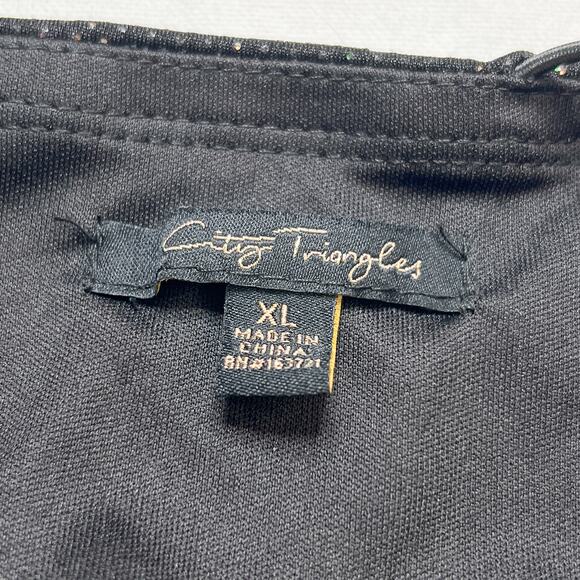 City Triangles
XL
MADE IN
CHINA
RN#163721